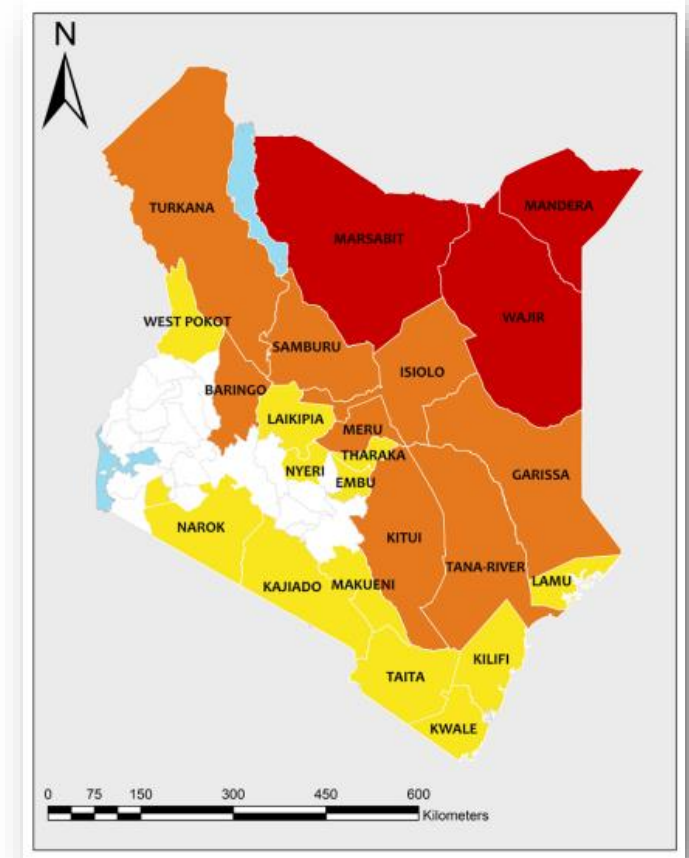 N
TURKANA
MANDERA
MARSABIT
WAJIR
WEST POKOT
SAMBURU
ISIOLO
BARINGO
LAIKIPIA
MERU
THARAKA
NYERI
EMBU
GARISSA
NAROK
KITUI
TANA-RIVER
KAJIADO
MAKUENI
LAMU
KILIFI
TAITA
KWALE
0 75 150 300 450 600
Kilometers